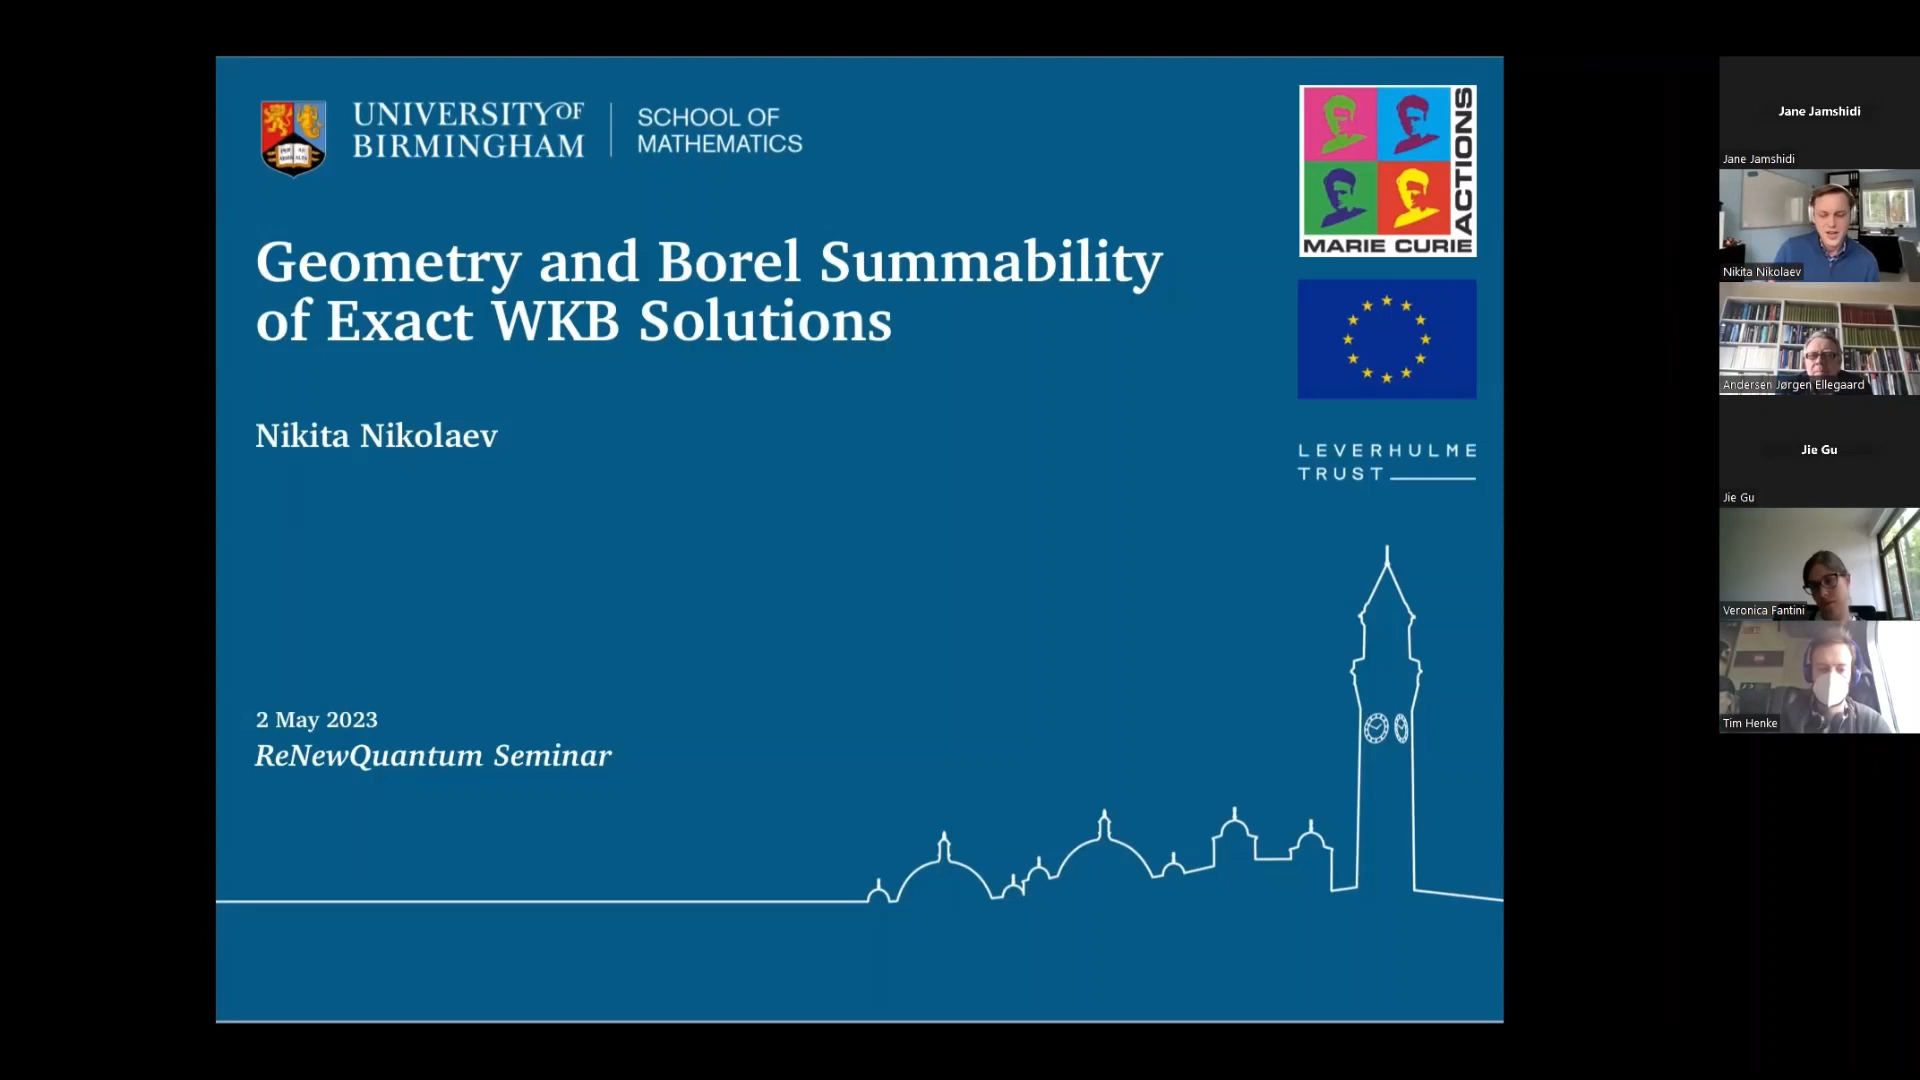 UNIVERSITY OF
BIRMINGHAM
SCHOOL OF
MATHEMATICS
MARIE CURIE
ACTIONS
Geometry and Borel Summability
of Exact WKB Solutions
Nikita Nikolaev
LEVERHULME
TRUST
2 May 2023
ReNewQuantum Seminar
Jane Jamshidi
Jane Jamshidi
Nikita Nikolaev
Andersen Jørgen Ellegaard
Jie Gu
Jie Gu
Veronica Fantini
Tim Henke